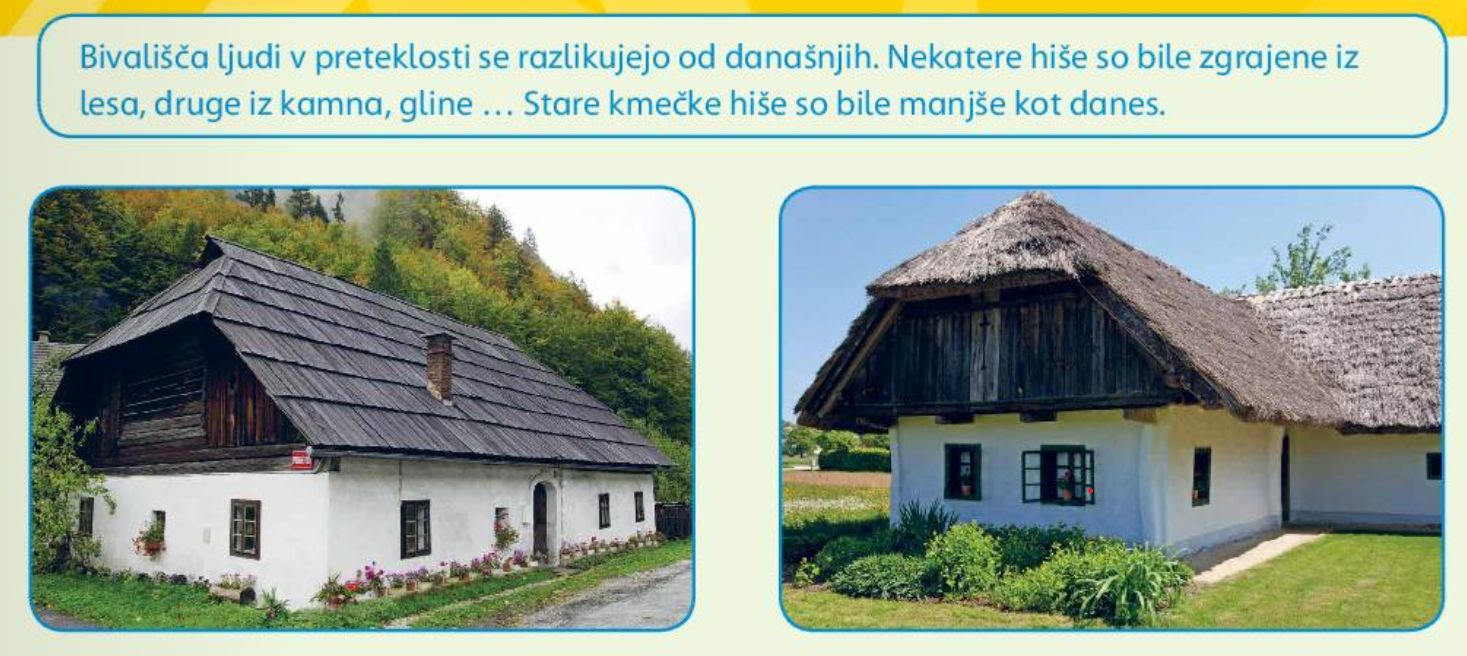 Bivališča ljudi v preteklosti se razlikujejo od današnjih. Nekatere hiše so bile zgrajene iz
lesa, druge iz kamna, gline … Stare kmečke hiše so bile manjše kot danes.